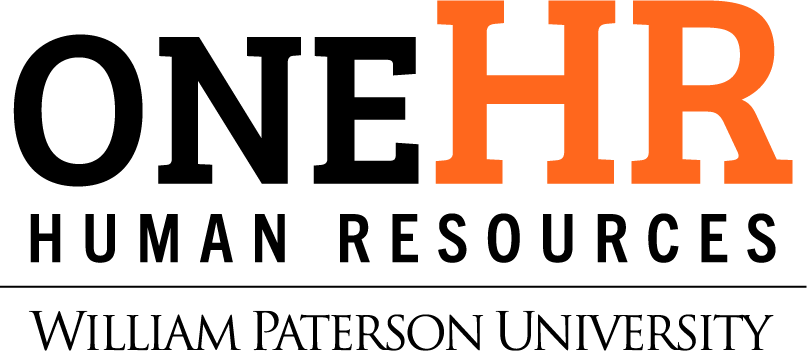 ONEHR
HUMAN RESOURCES
WILLIAM PATERSON UNIVERSITY